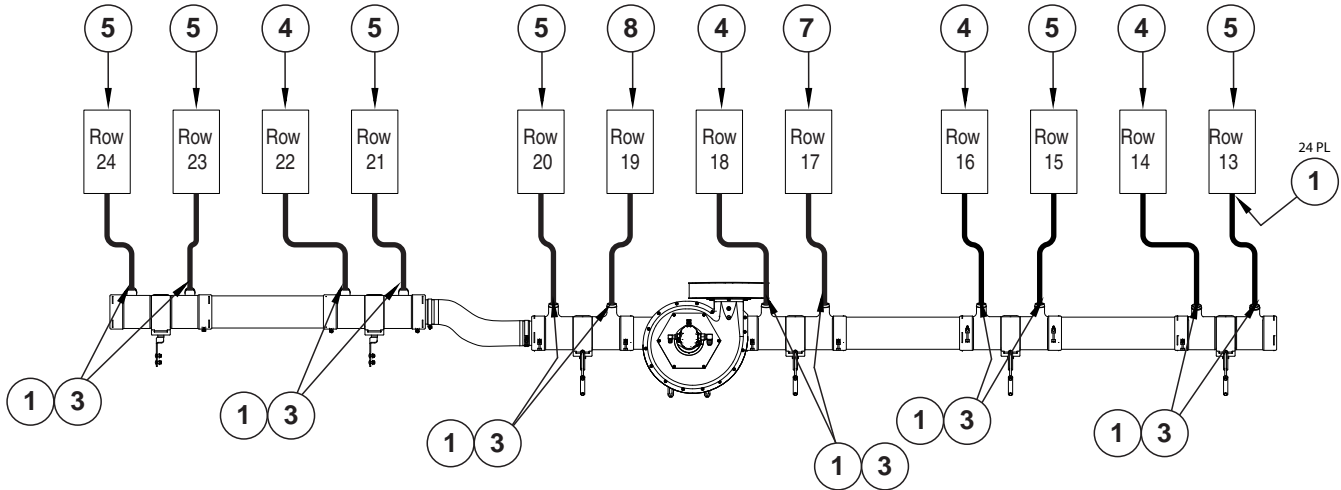 5 5 4 5 5 8 4 7 4 5 4 5
Row 24
Row 23
Row 22
Row 21
Row 20
Row 19
Row 18
Row 17
Row 16
Row 15
Row 14
Row 13
24 PL
1
1 3
1 3
1 3
1 3
1 3
1 3